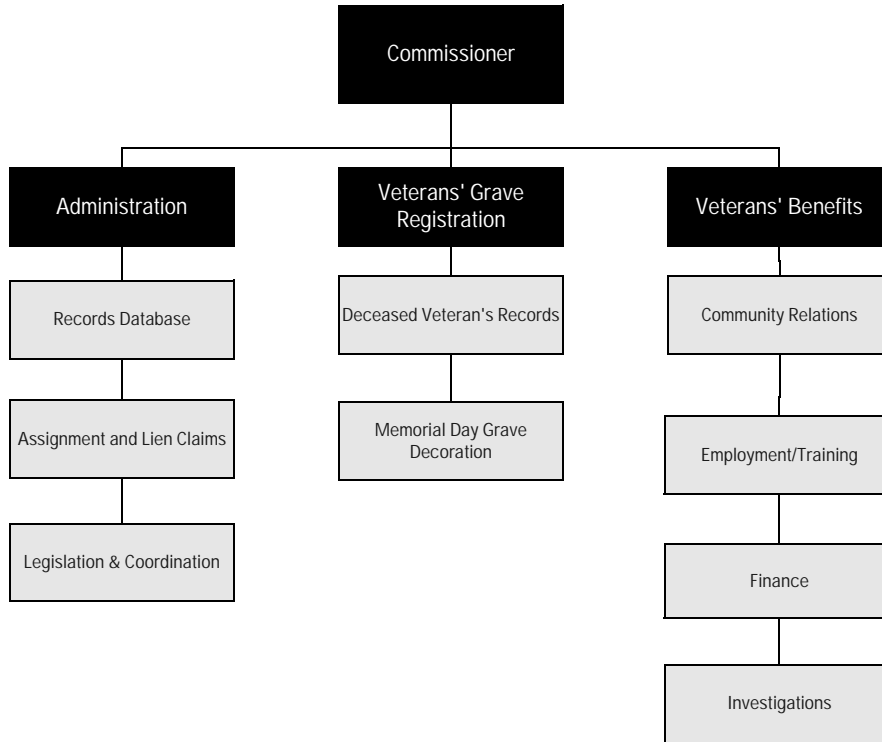 Commissioner
Administration
Veterans' Grave
Registration
Veterans' Benefits
Records Database
Deceased Veteran's Records
Community Relations
Assignment and Lien Claims
Memorial Day Grave
Decoration
Employment/Training
Legislation & Coordination
Finance
Investigations